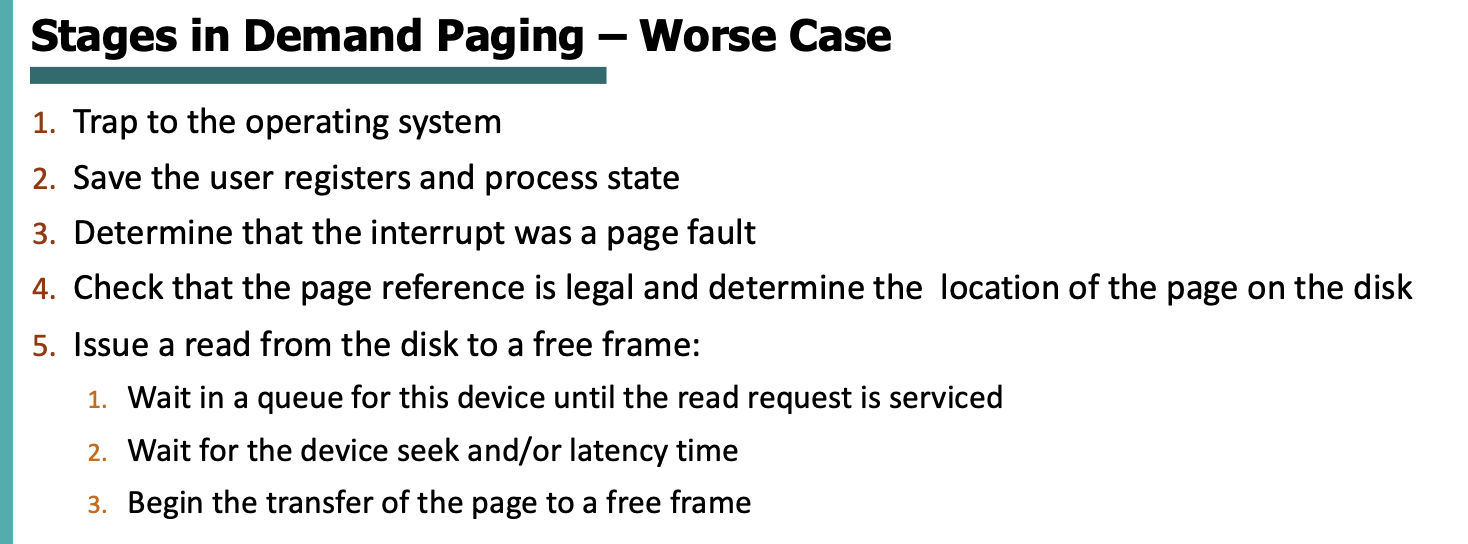 Stages in Demand Paging – Worse Case
1. Trap to the operating system
2. Save the user registers and process state
3. Determine that the interrupt was a page fault
4. Check that the page reference is legal and determine the  location of the page on the disk
5. Issue a read from the disk to a free frame:
1. Wait in a queue for this device until the read request is serviced
2. Wait for the device seek and/or latency time
3. Begin the transfer of the page to a free frame